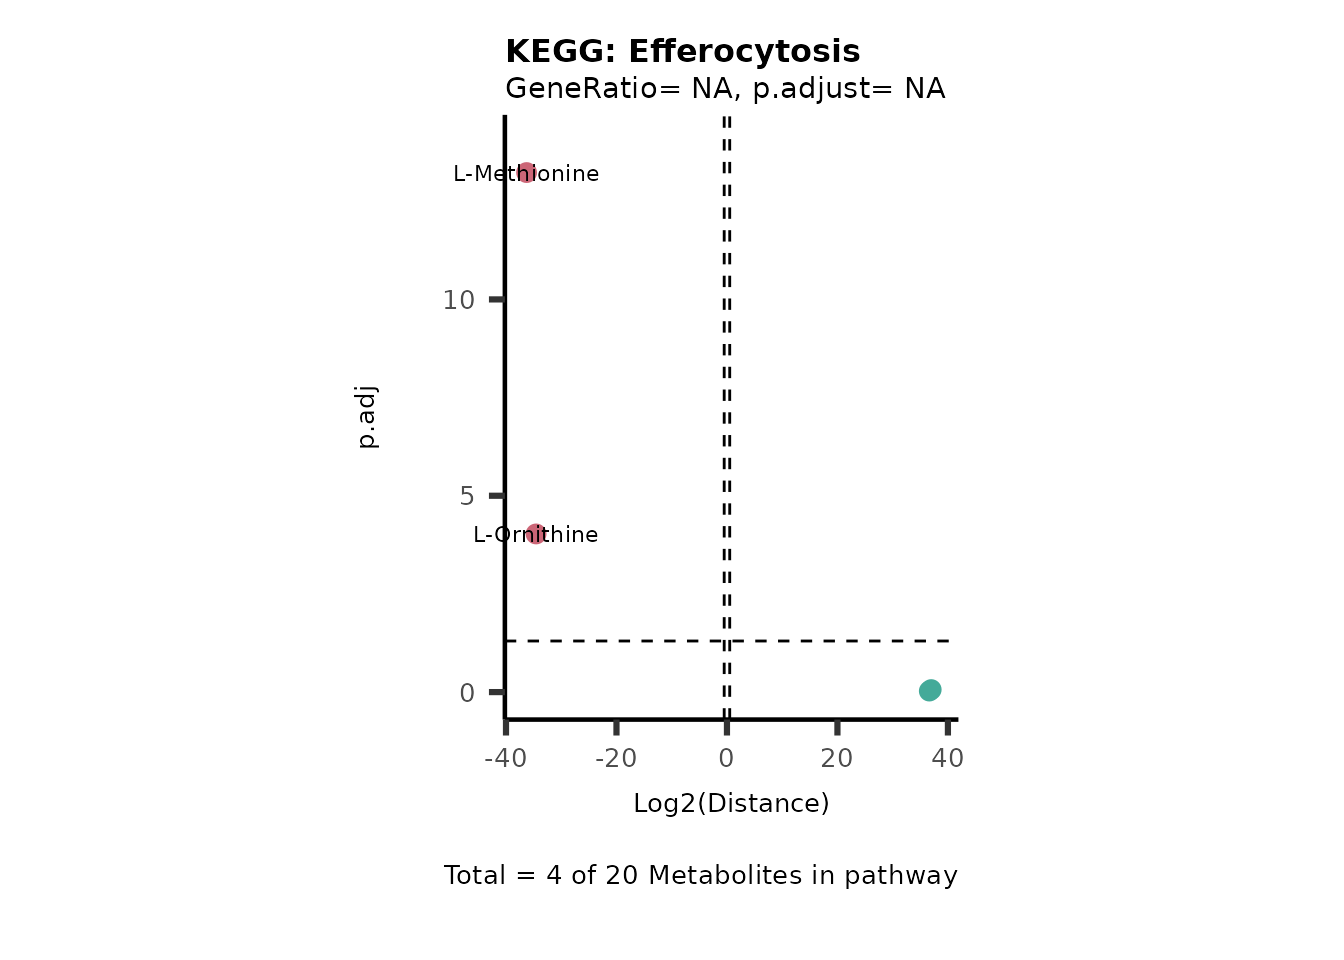 KEGG: Efferocytosis
GeneRatio= NA, p.adjust= NA
L-Methionine
10
p.adj
5
L-Ornithine
0
-40 -20 0 20 40
Log2(Distance)
Total = 4 of 20 Metabolites in pathway